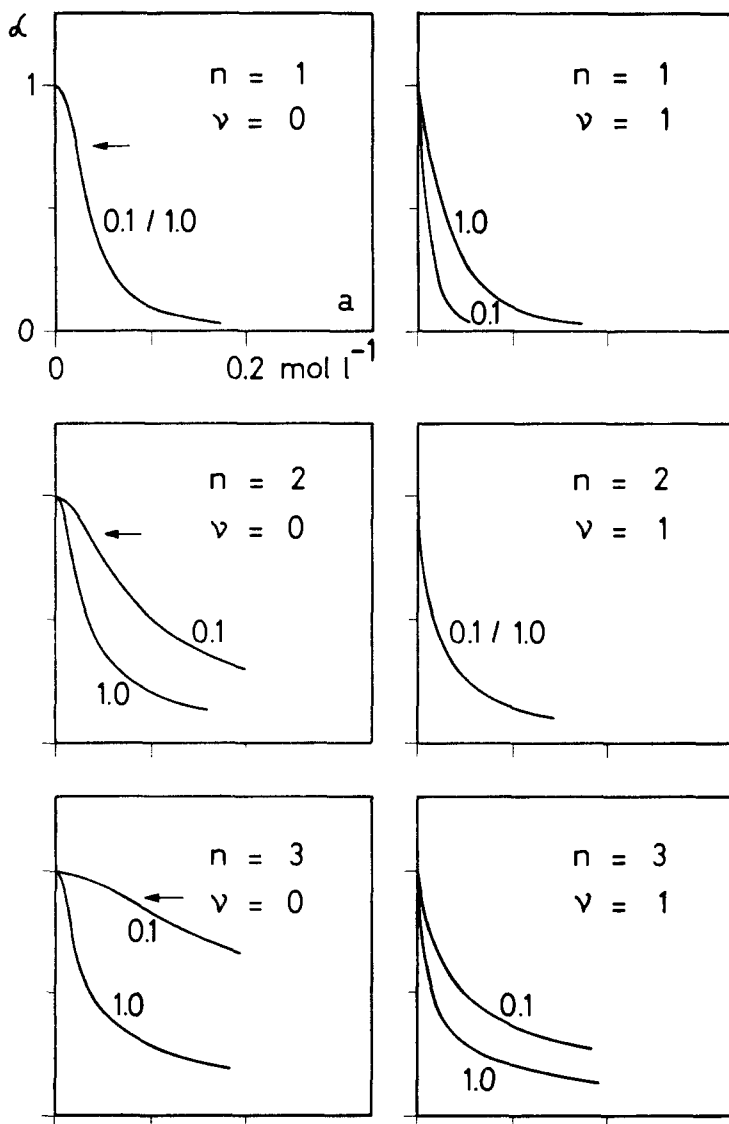 α
1
n = 1
ν = 0
0.1 / 1.0
a
0
0
0.2 mol l⁻¹
n = 1
ν = 1
1.0
0.1
n = 2
ν = 0
0.1
1.0
n = 2
ν = 1
0.1 / 1.0
n = 3
ν = 0
0.1
1.0
n = 3
ν = 1
0.1
1.0